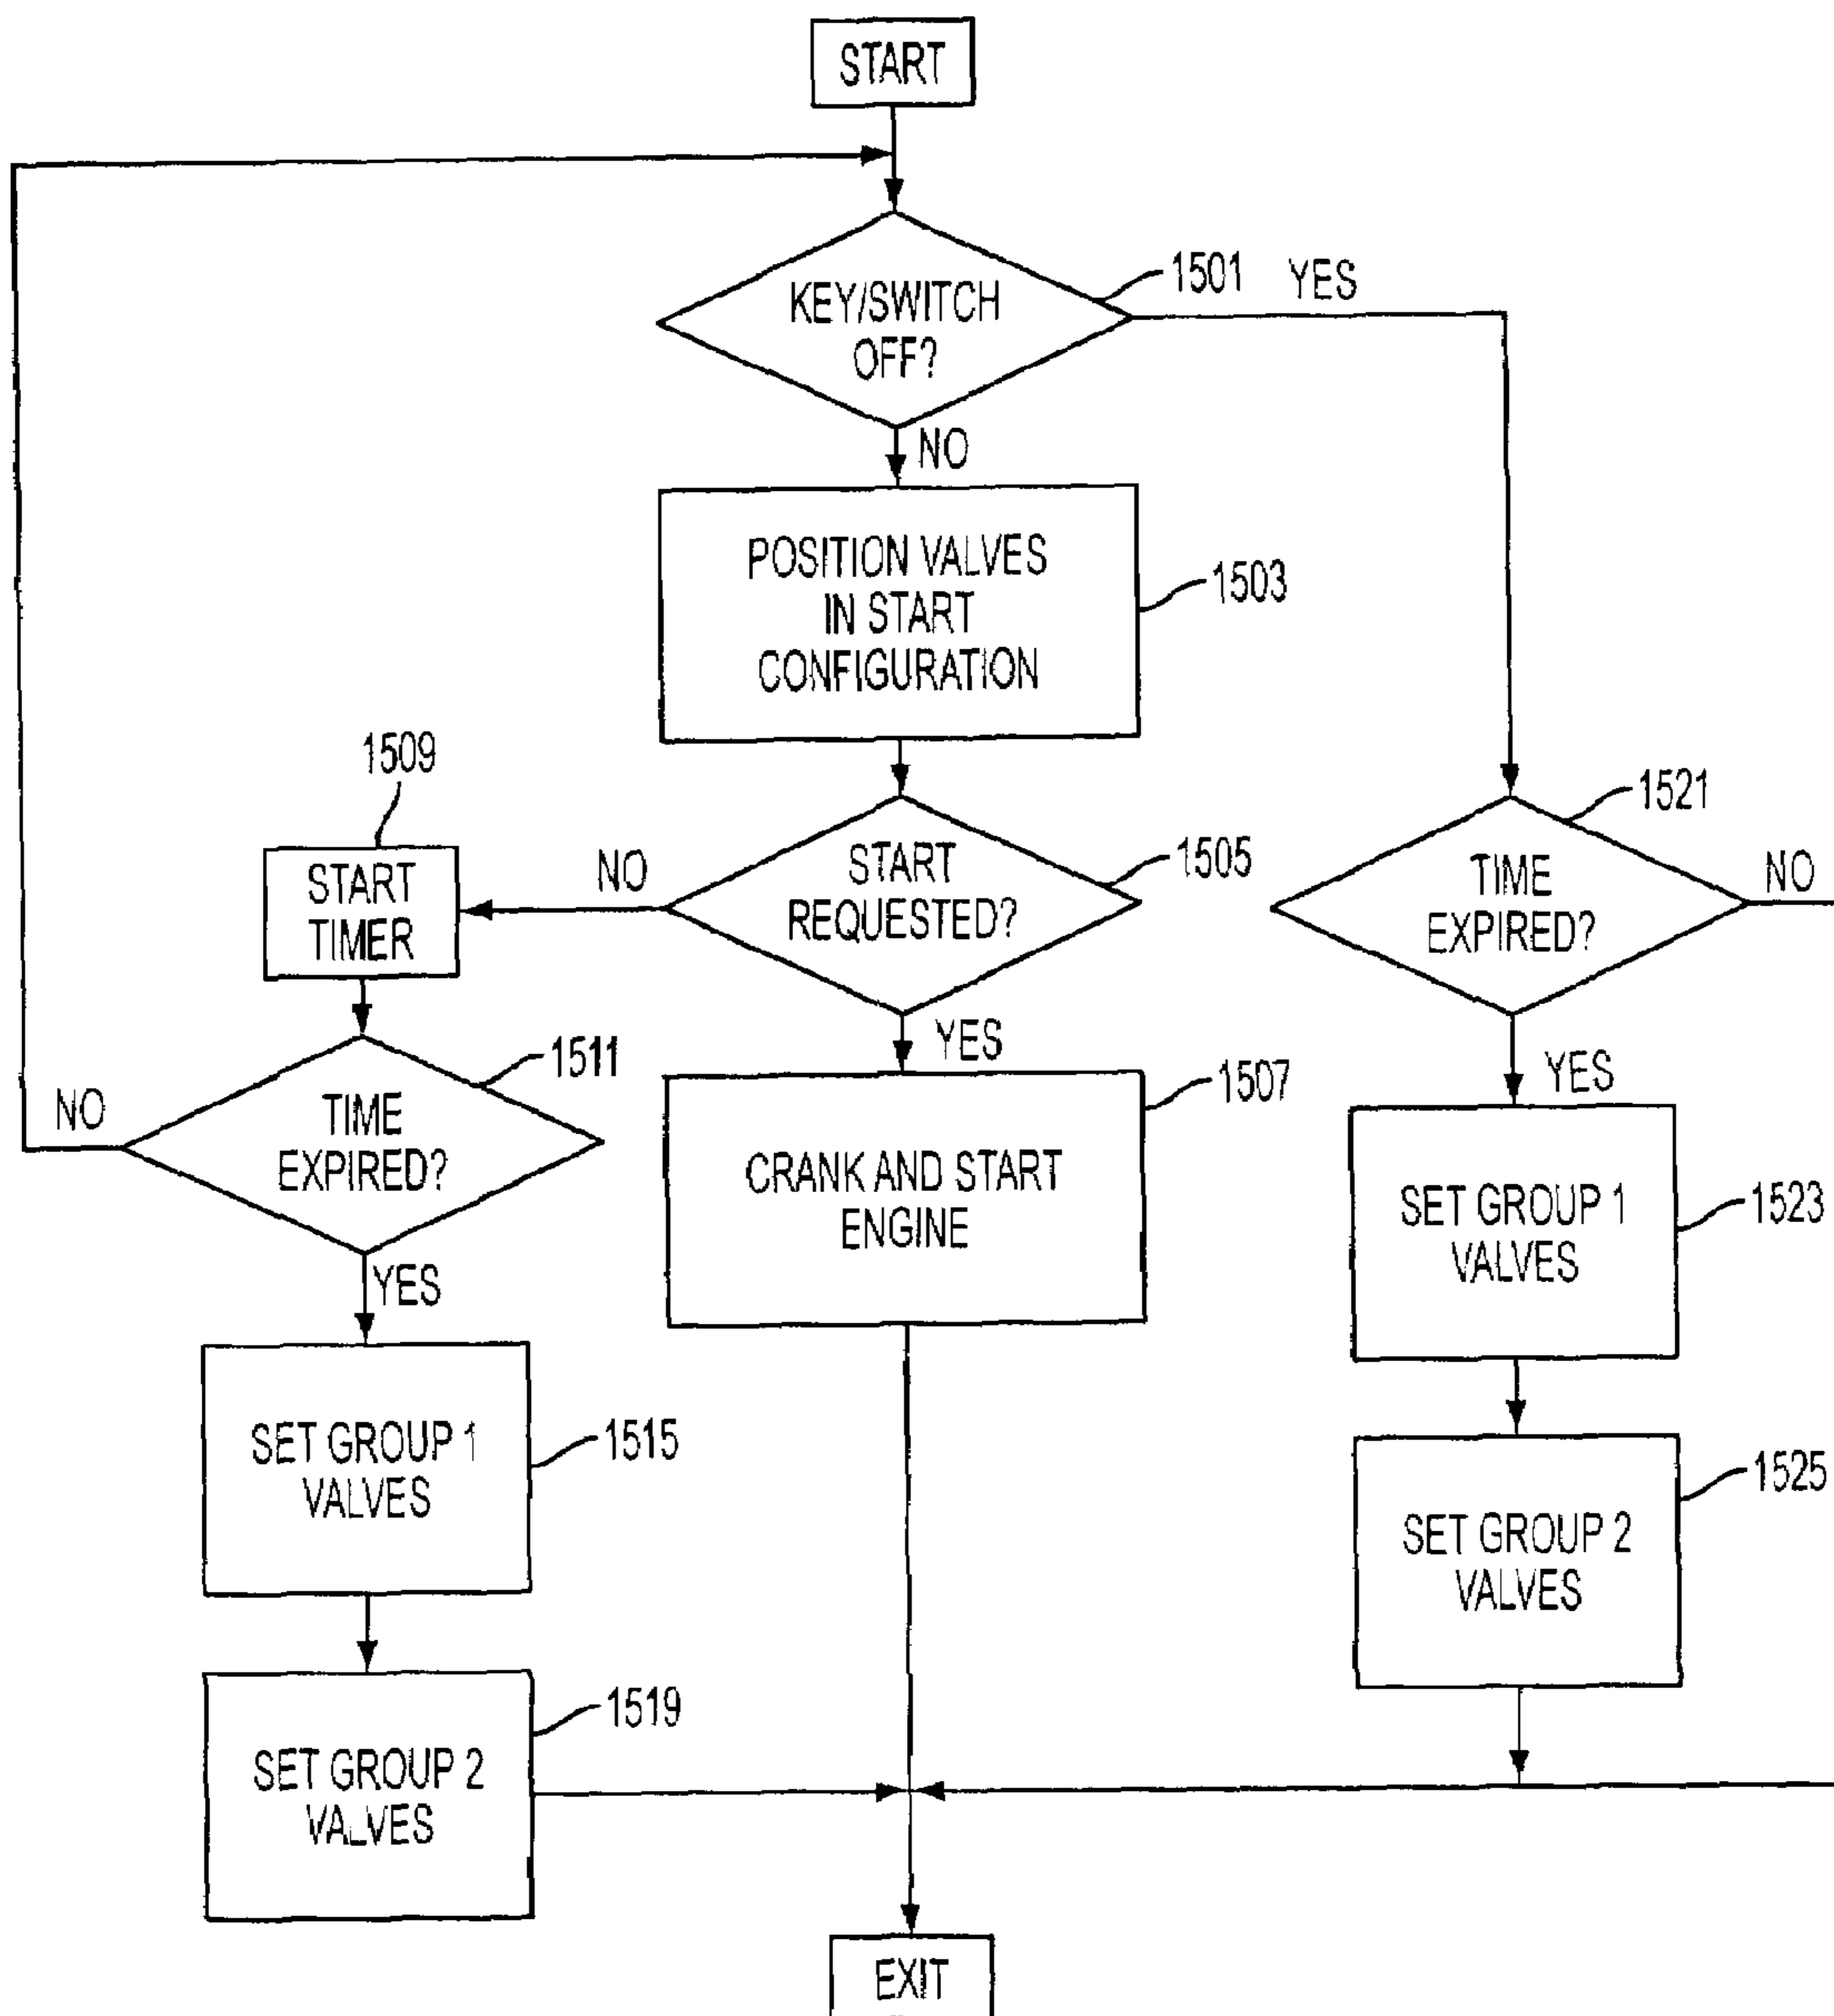 START
1501
YES
KEY/SWITCH
OFF?
NO
POSITION VALVES
IN START
CONFIGURATION
1503
1509
START
TIMER
NO
START
REQUESTED?
1505
1521
TIME
EXPIRED?
NO
YES
YES
1511
NO
TIME
EXPIRED?
YES
CRANK AND START
ENGINE
1507
SET GROUP 1
VALVES
1523
SET GROUP 1
VALVES
1515
SET GROUP 2
VALVES
1525
SET GROUP 2
VALVES
1519
EXIT